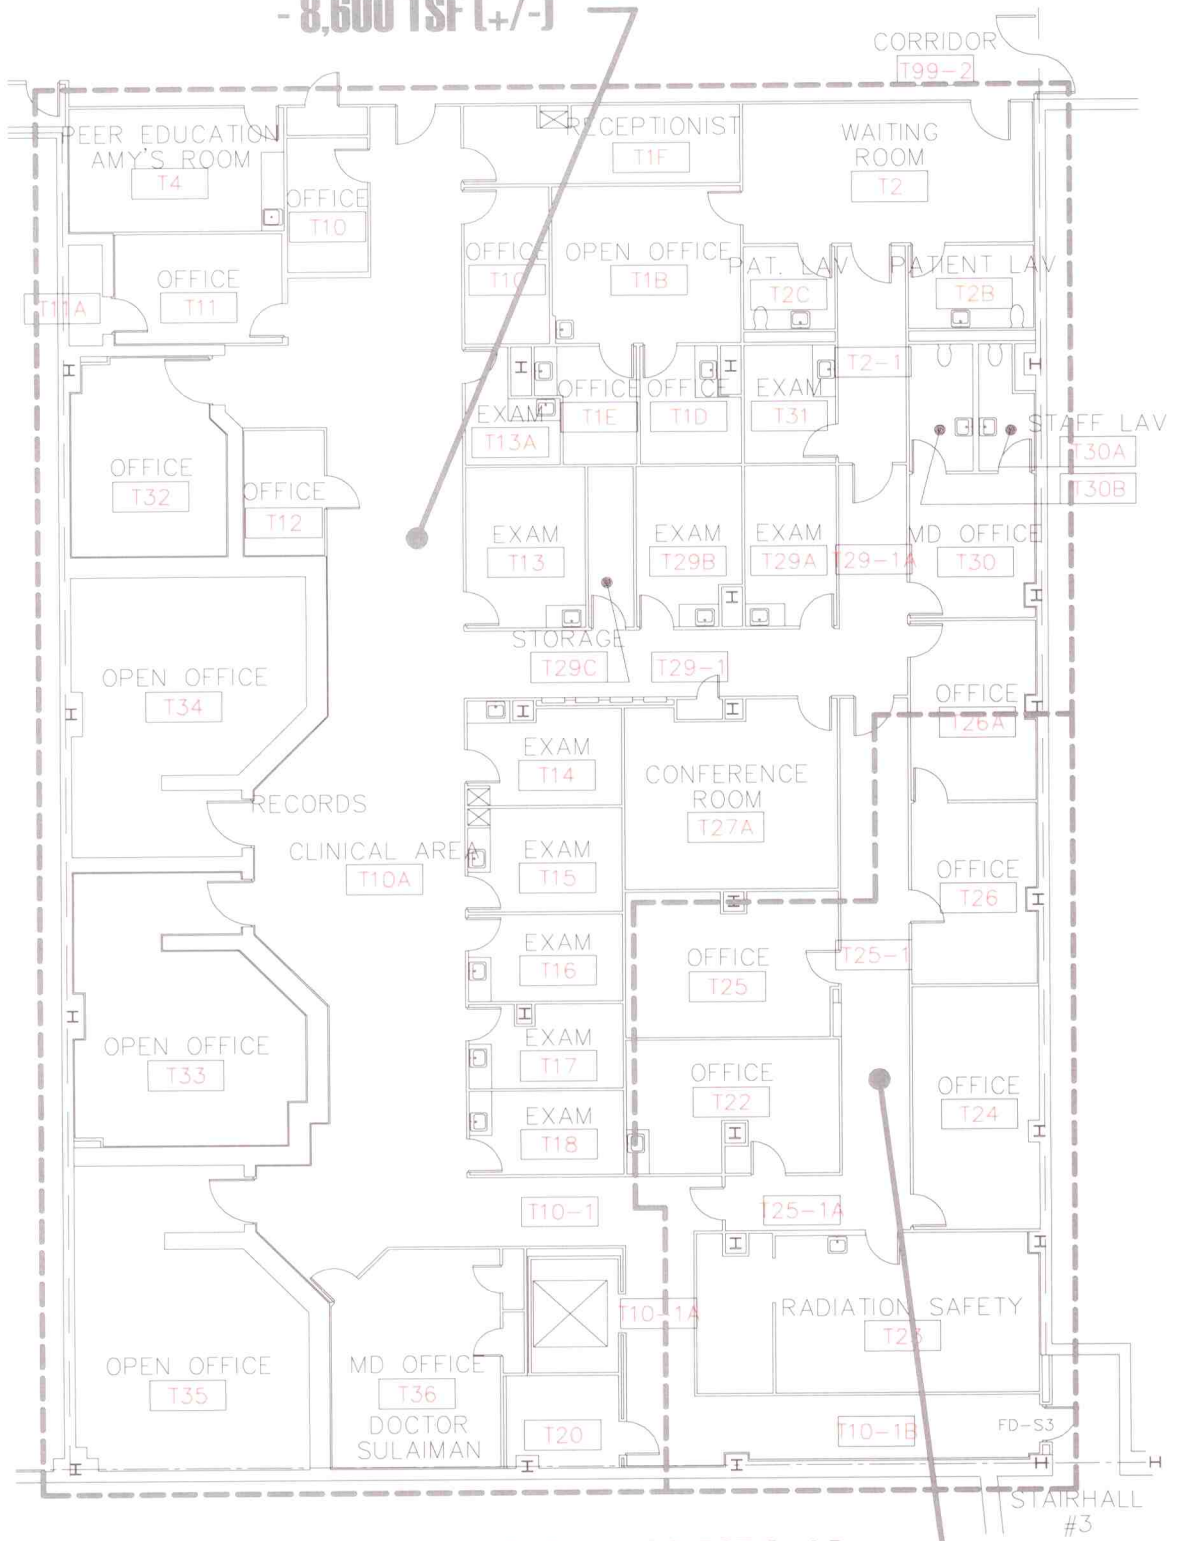 - 8,600 TSF (+/-)
CORRIDOR
T99-2
PEER EDUCATION
AMY'S ROOM
T4
RECEPTIONIST
T1F
WAITING
ROOM
T2
OFFICE
T10
OFFICE
T11
T11A
OFFICE
T1C
OPEN OFFICE
T1B
PAT. LAV
T2C
PATIENT LAV
T2B
T2-1
EXAM
T13A
OFFICE
T1E
OFFICE
T1D
EXAM
T31
STAFF LAV
T30A
T30B
OFFICE
T32
OFFICE
T12
EXAM
T13
EXAM
T29B
EXAM
T29A
T29-1A
MD OFFICE
T30
STORAGE
T29C
T29-1
OPEN OFFICE
T34
OFFICE
T26A
EXAM
T14
CONFERENCE
ROOM
T27A
RECORDS
CLINICAL AREA
T10A
EXAM
T15
OFFICE
T26
EXAM
T16
OFFICE
T25
T25-1
OPEN OFFICE
T33
EXAM
T17
OFFICE
T22
OFFICE
T24
EXAM
T18
T10-1
T25-1A
T10-1A
RADIATION SAFETY
T23
OPEN OFFICE
T35
MD OFFICE
T36
DOCTOR
SULAIMAN
T20
T10-1B
FD-S3
STAIRHALL
#3